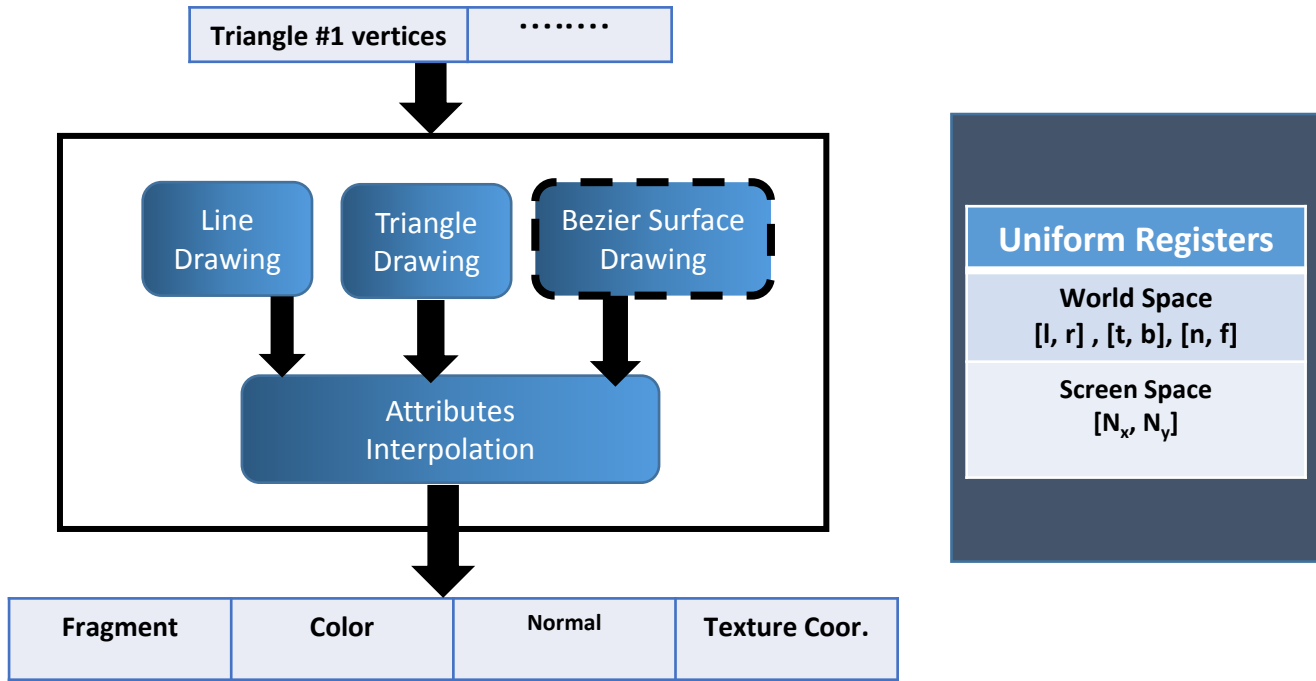 Triangle #1 vertices
........
Line
Drawing
Triangle
Drawing
Bezier Surface
Drawing
Attributes
Interpolation
Fragment
Color
Normal
Texture Coor.
Uniform Registers
World Space
[l, r] , [t, b], [n, f]
Screen Space
[Nₓ, Nᵧ]